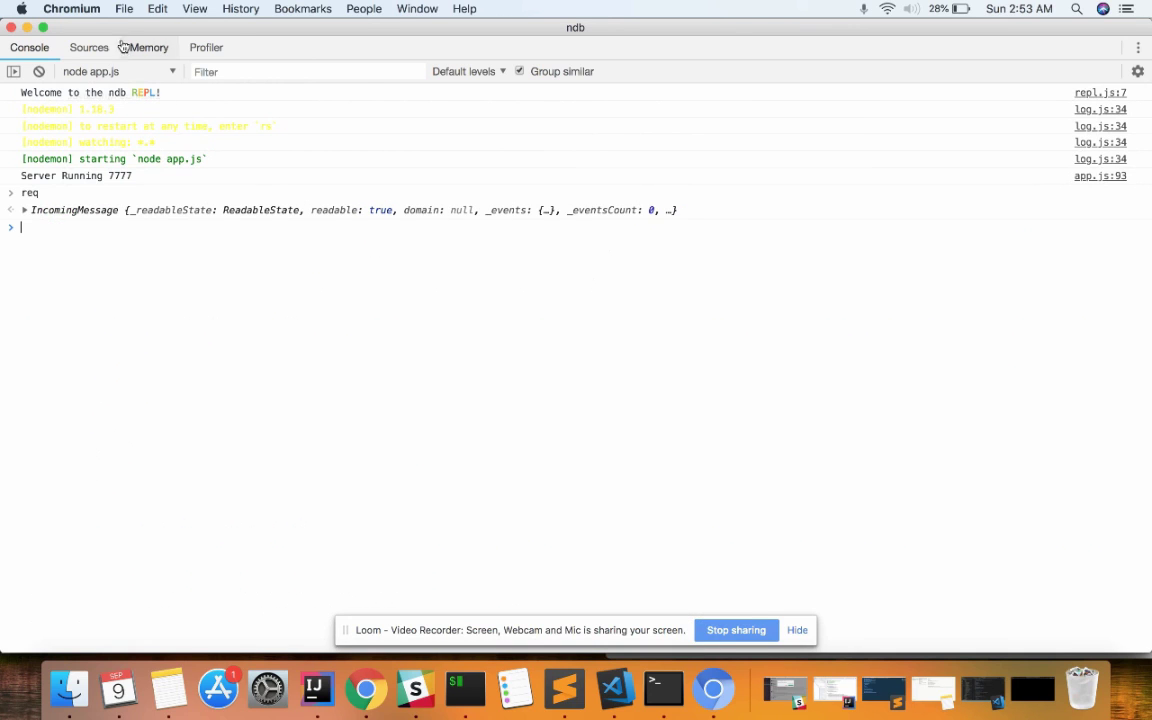 Chromium File Edit View History Bookmarks People Window Help 28% Sun 2:53 AM
ndb
Console Sources Memory Profiler
node app.js Filter Default levels Group similar
Welcome to the ndb REPL! repl.js:7
[nodemon] 1.18.3 log.js:34
[nodemon] to restart at any time, enter `rs` log.js:34
[nodemon] watching: *.* log.js:34
[nodemon] starting `node app.js` log.js:34
Server Running 7777 app.js:93
> req
IncomingMessage {_readableState: ReadableState, readable: true, domain: null, _events: {…}, _eventsCount: 0, …}
>
Loom - Video Recorder: Screen, Webcam and Mic is sharing your screen. Stop sharing Hide
SEP
9
1
IJ
$
>_